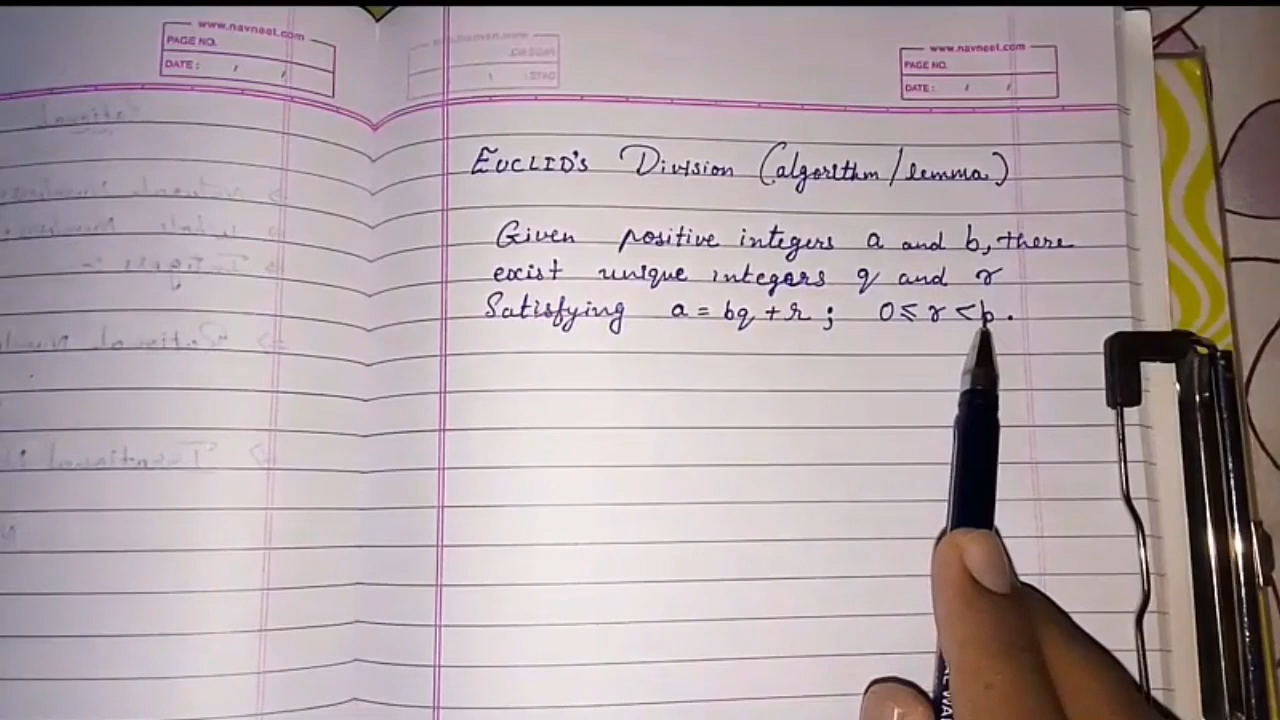 www.navneet.com
PAGE NO.
DATE : / /
www.navneet.com
PAGE NO.
DATE : / /
EUCLID's Division (algorithm/lemma)
Given positive integers a and b, there
exist unique integers q and r
Satisfying a = bq + r ; 0 ≤ r < b.